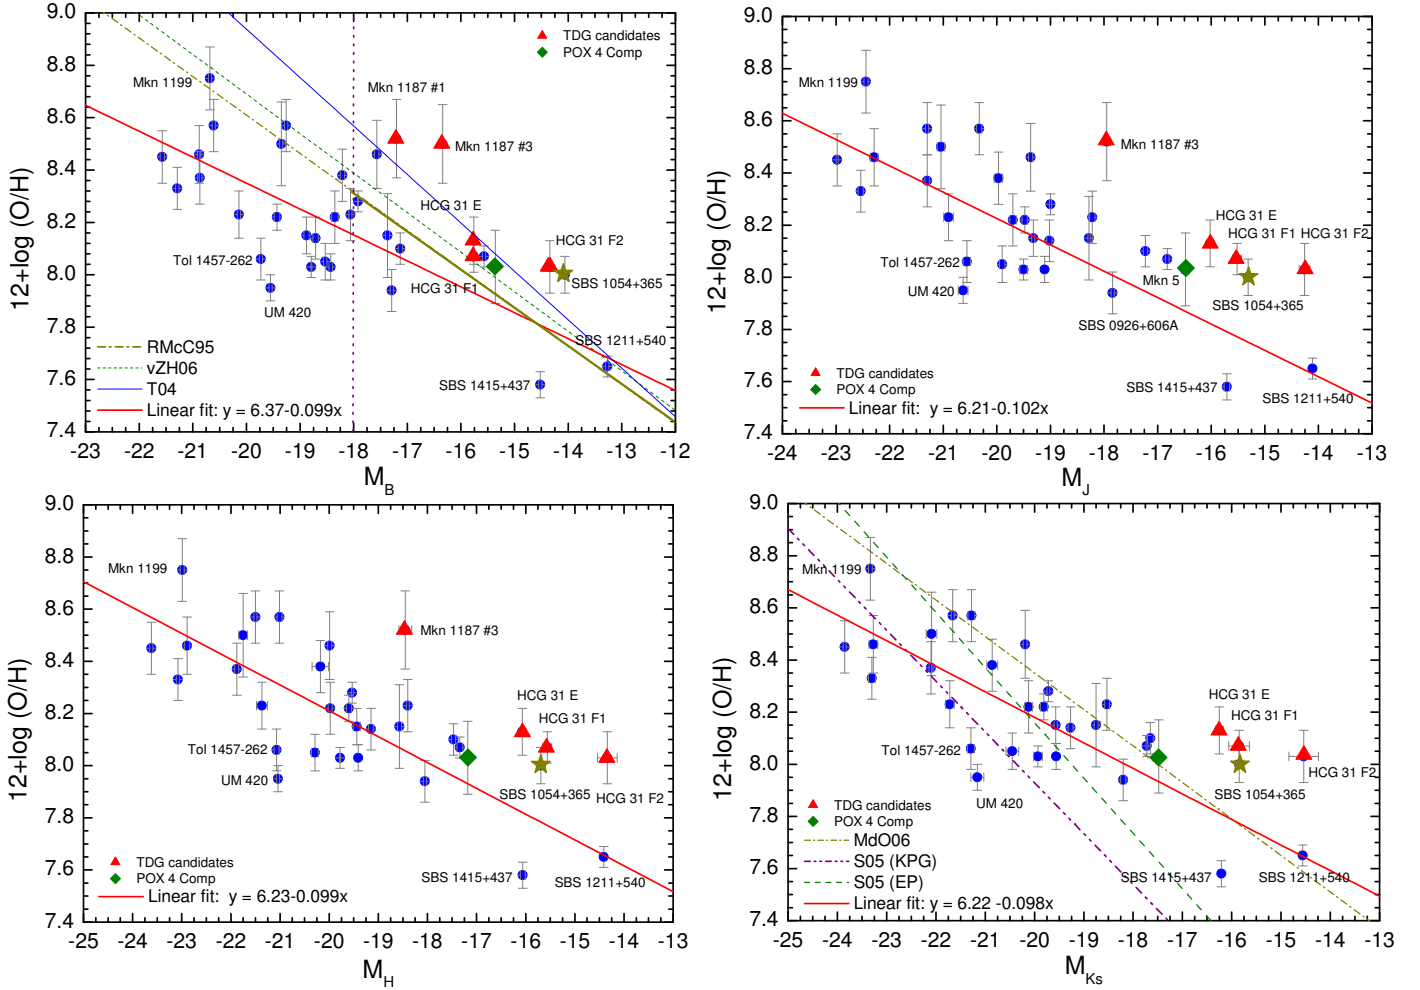 9.0
8.8
8.6
8.4
8.2
8.0
7.8
7.6
7.4
12+log (O/H)
TDG candidates
POX 4 Comp
Mkn 1199
Mkn 1187 #1
Mkn 1187 #3
HCG 31 E
HCG 31 F2
Tol 1457-262
HCG 31 F1
SBS 1054+365
UM 420
SBS 1211+540
SBS 1415+437
RMcC95
vZH06
T04
Linear fit: y = 6.37-0.099x
-23 -22 -21 -20 -19 -18 -17 -16 -15 -14 -13 -12
M_B
9.0
8.8
8.6
8.4
8.2
8.0
7.8
7.6
7.4
12+log (O/H)
Mkn 1199
Mkn 1187 #3
HCG 31 E
HCG 31 F1 HCG 31 F2
Tol 1457-262
UM 420
Mkn 5
SBS 1054+365
SBS 0926+606A
SBS 1415+437
SBS 1211+540
TDG candidates
POX 4 Comp
Linear fit: y = 6.21-0.102x
-24 -23 -22 -21 -20 -19 -18 -17 -16 -15 -14 -13 -12
M_J
9.0
8.8
8.6
8.4
8.2
8.0
7.8
7.6
7.4
12+log (O/H)
Mkn 1199
Mkn 1187 #3
HCG 31 E
HCG 31 F1
Tol 1457-262
UM 420
SBS 1054+365
HCG 31 F2
SBS 1415+437
SBS 1211+540
TDG candidates
POX 4 Comp
Linear fit: y = 6.23-0.099x
-25 -24 -23 -22 -21 -20 -19 -18 -17 -16 -15 -14 -13
M_H
9.0
8.8
8.6
8.4
8.2
8.0
7.8
7.6
7.4
12+log (O/H)
Mkn 1199
HCG 31 E
HCG 31 F1
Tol 1457-262
HCG 31 F2
UM 420
SBS 1054+365
SBS 1415+437
SBS 1211+540
TDG candidates
POX 4 Comp
MdO06
S05 (KPG)
S05 (EP)
Linear fit: y = 6.22 -0.098x
-25 -24 -23 -22 -21 -20 -19 -18 -17 -16 -15 -14 -13
M_Ks